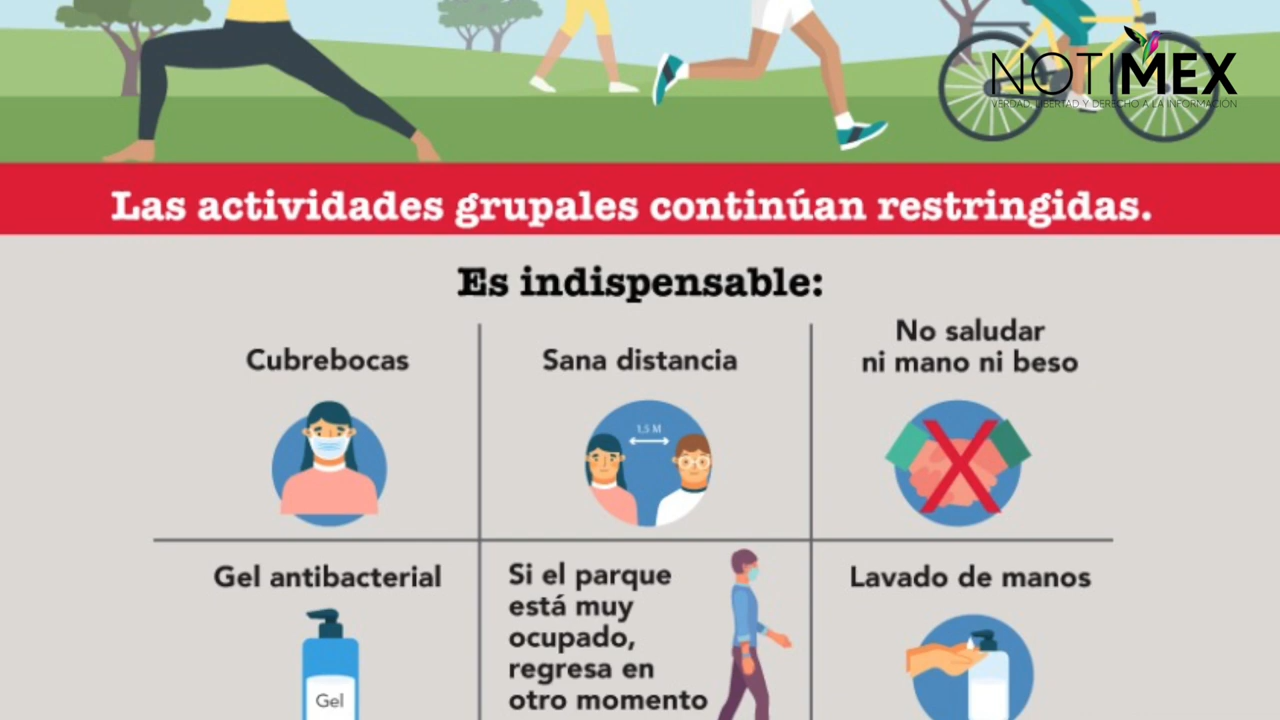 NOTIMEX
VERDAD, LIBERTAD Y DERECHO A LA INFORMACIÓN
Las actividades grupales continúan restringidas.
Es indispensable:
Cubrebocas
Sana distancia
No saludar
ni mano ni beso
1.5 M
Gel antibacterial
Si el parque
está muy
ocupado,
regresa en
otro momento
Lavado de manos
Gel